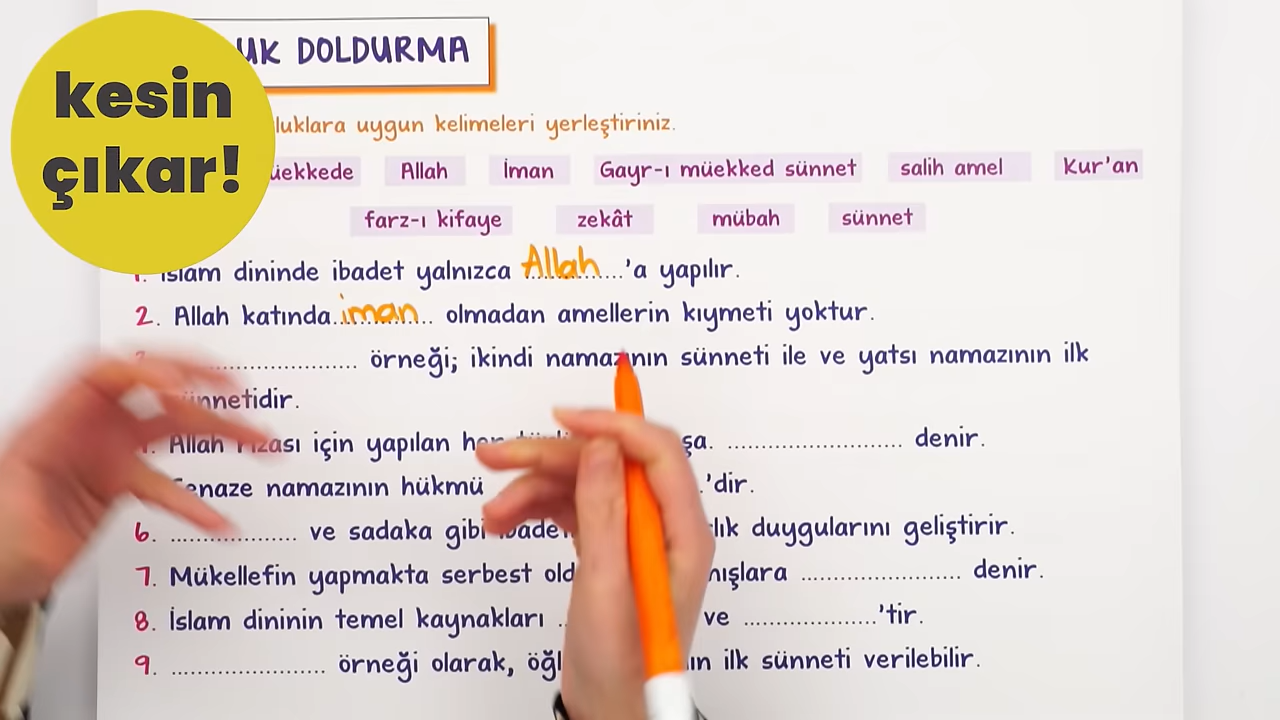 kesin
çıkar!
UK DOLDURMA
luklara uygun kelimeleri yerleştiriniz.
üekkede Allah İman Gayr-ı müekked sünnet salih amel Kur'an
farz-ı kifaye zekât mübah sünnet
1. İslam dininde ibadet yalnızca Allah 'a yapılır.
2. Allah katında iman olmadan amellerin kıymeti yoktur.
.................... örneği; ikindi namazının sünneti ile ve yatsı namazının ilk
sünnetidir.
Allah rızası için yapılan her .................... denir.
Cenaze namazının hükmü 'dir.
6. .................. ve sadaka gibi duygularını geliştirir.
7. Mükellefin yapmakta serbest ....................... denir.
8. İslam dininin temel kaynakları .. ve ...................'tir.
9. ...................... örneği olarak, ilk sünneti verilebilir.